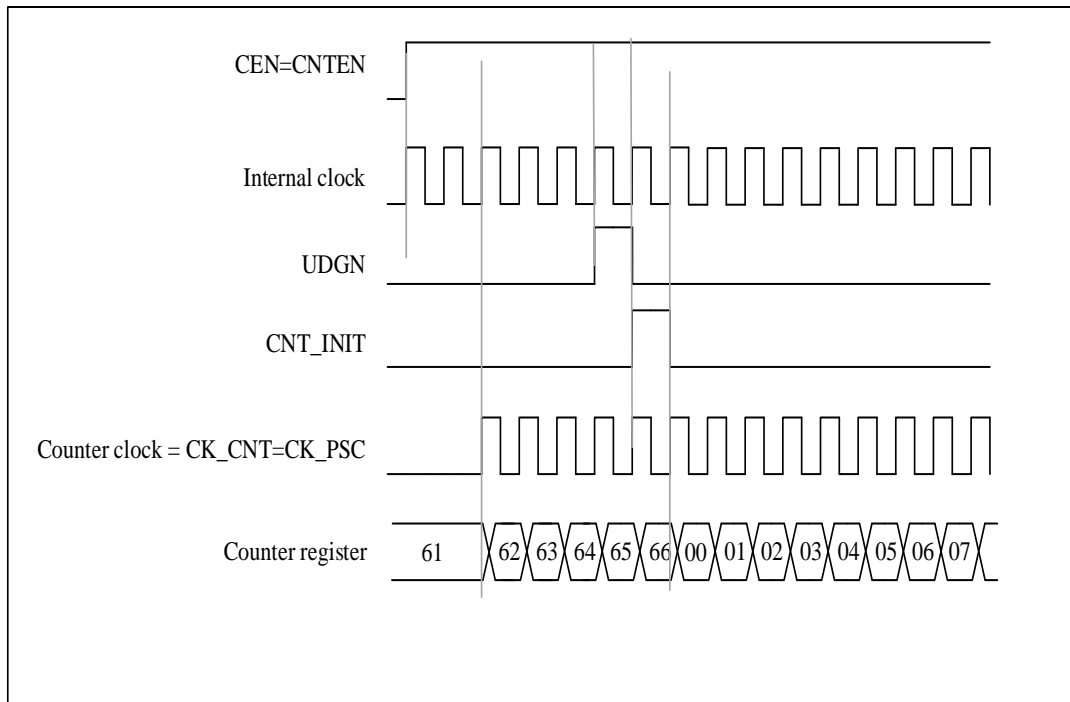 CEN=CNTEN
Internal clock
UDGN
CNT_INIT
Counter clock = CK_CNT=CK_PSC
Counter register 61 62 63 64 65 66 00 01 02 03 04 05 06 07